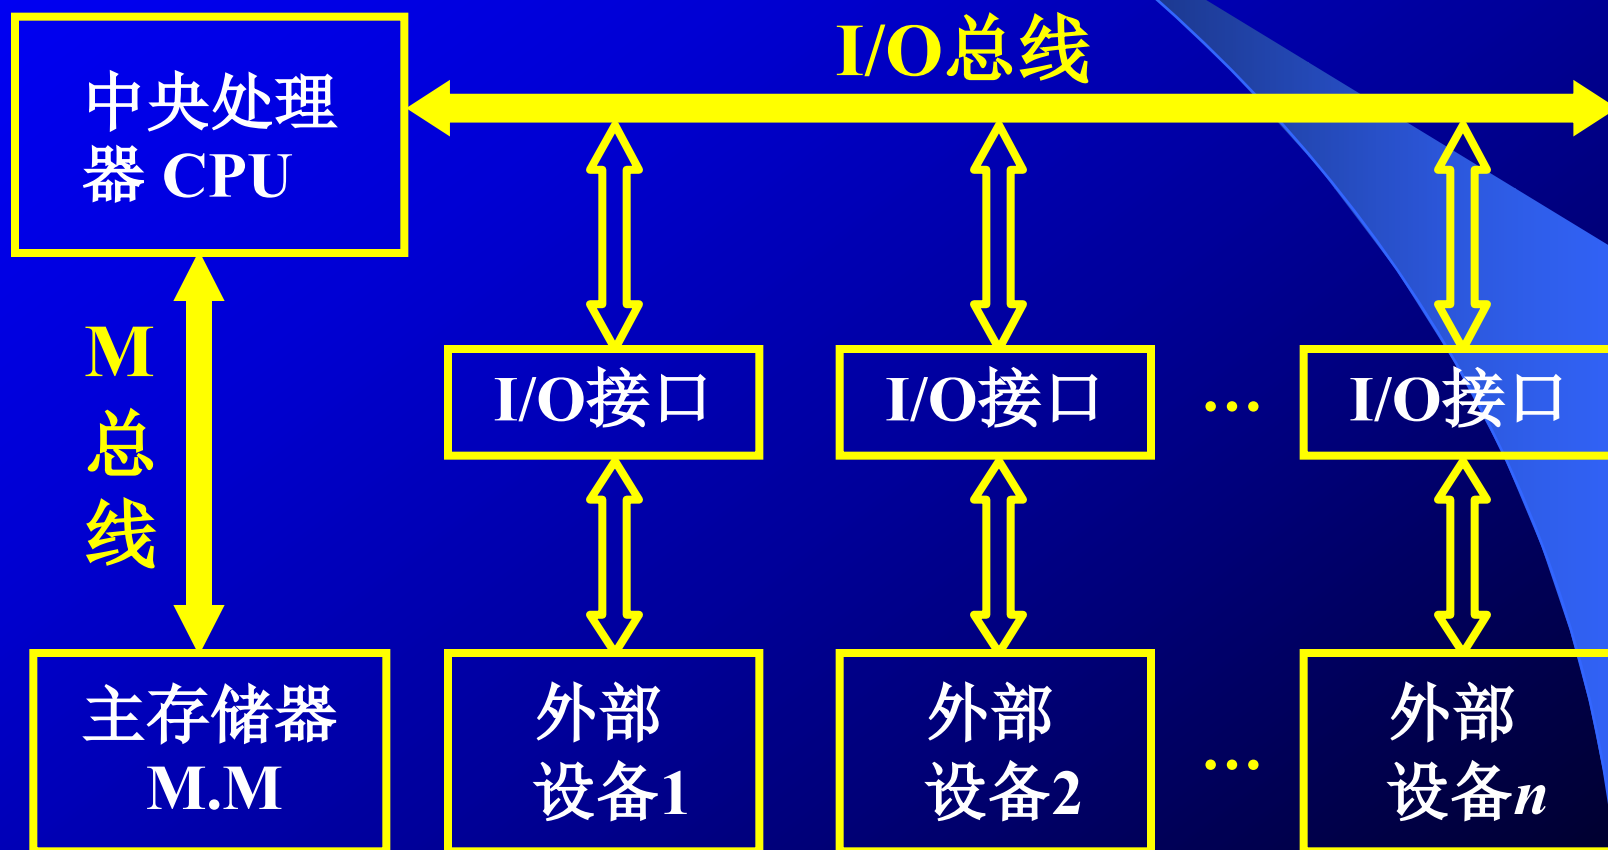 I/O总线
中央处理
器 CPU
M
总
线
I/O接口
I/O接口
...
I/O接口
主存储器
M.M
外部
设备1
外部
设备2
...
外部
设备n